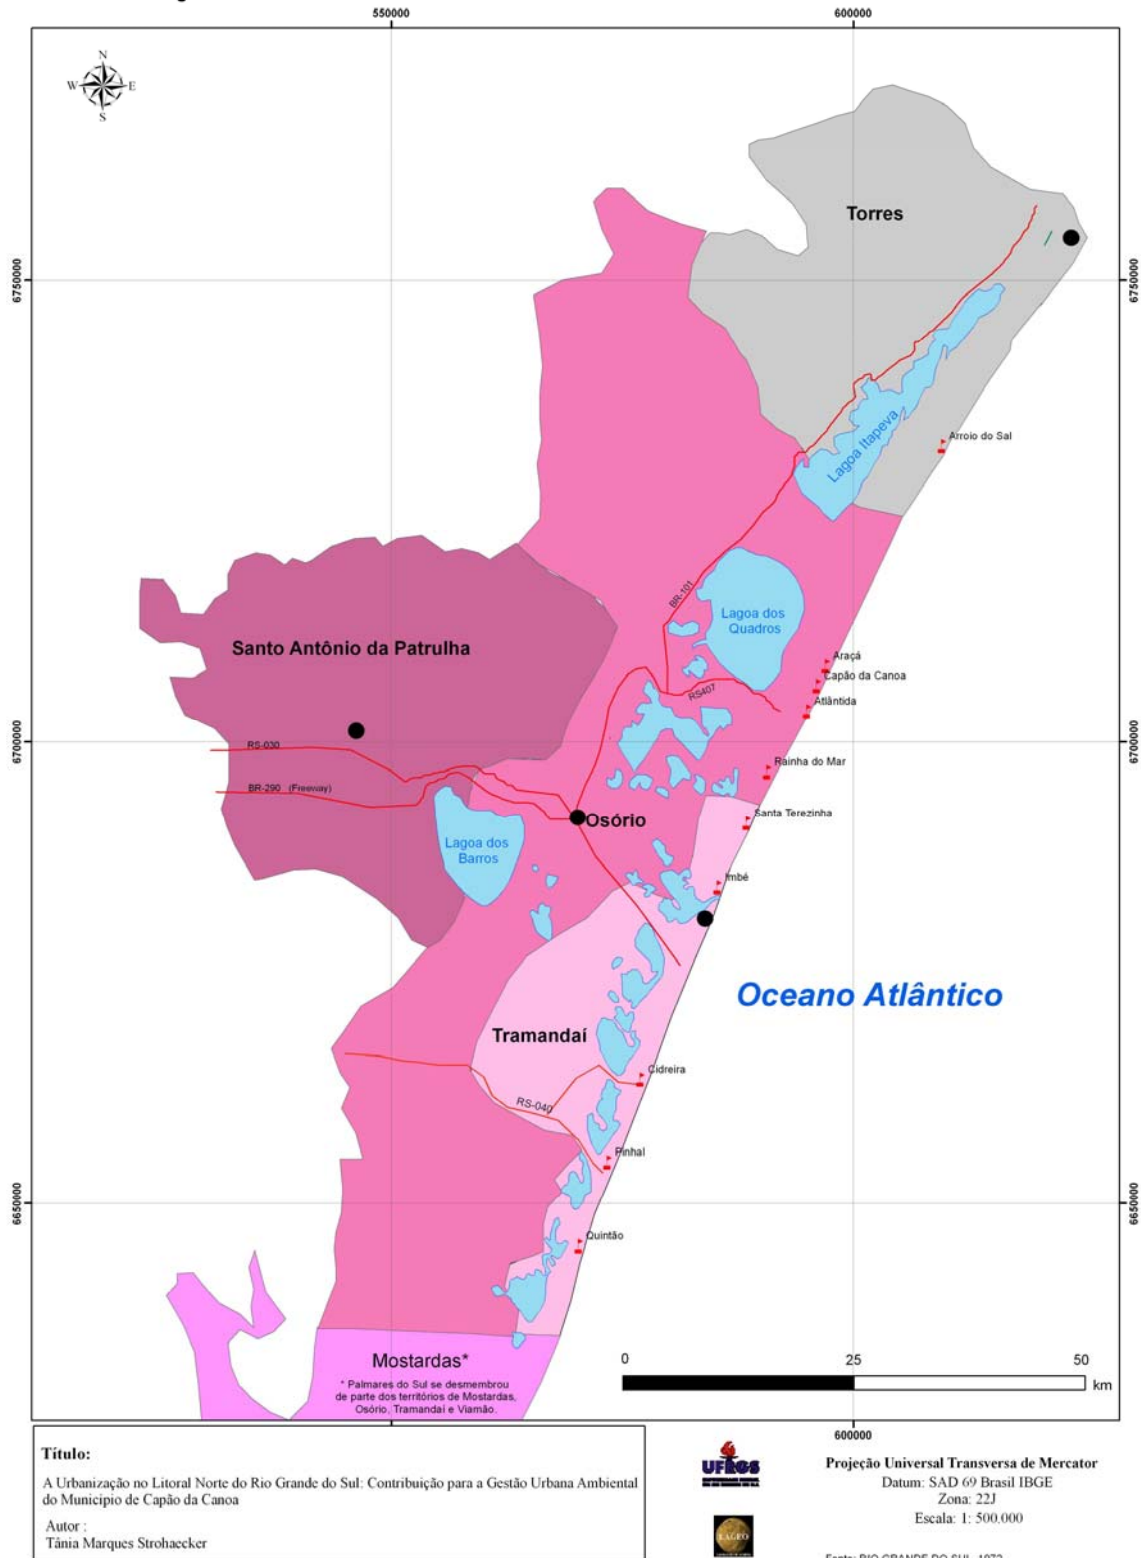 550000
600000
N
W
E
S
Torres
6750000
6750000
Lagoa Itapeva
Arroio do Sal
BR-101
Lagoa dos
Quadros
Santo Antônio da Patrulha
Araçá
Capão da Canoa
RS407
Atlântida
6700000
6700000
RS-030
Rainha do Mar
BR-290 (Freeway)
Santa Terezinha
Osório
Lagoa dos
Barros
Imbé
Oceano Atlântico
Tramandaí
Cidreira
RS-040
Pinhal
6650000
6650000
Quintão
Mostardas*
* Palmares do Sul se desmembrou
de parte dos territórios de Mostardas,
Osório, Tramandaí e Viamão.
0
25
50
km
600000
Título:
A Urbanização no Litoral Norte do Rio Grande do Sul: Contribuição para a Gestão Urbana Ambiental
do Municipio de Capão da Canoa
Autor :
Tânia Marques Strohaecker
UFRGS
Projeção Universal Transversa de Mercator
Datum: SAD 69 Brasil IBGE
Zona: 22J
Escala: 1: 500.000